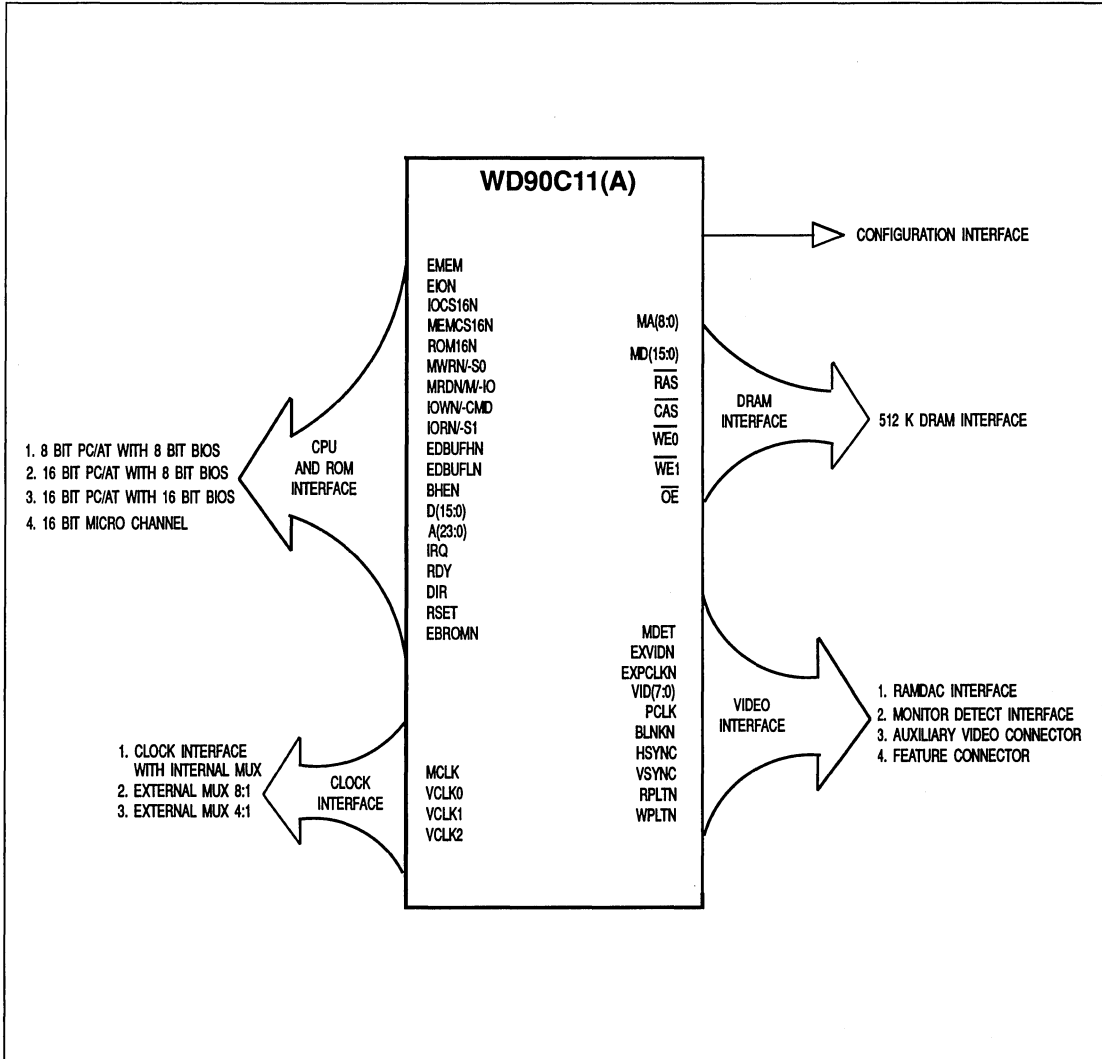 WD90C11(A)
CONFIGURATION INTERFACE
EMEM
EION
IOCS16N
MEMCS16N
ROM16N
MWRN/-S0
MRDN/M/-IO
IOWN/-CMD
IORN/-S1
EDBUFHN
EDBUFLN
BHEN
D(15:0)
A(23:0)
IRQ
RDY
DIR
RSET
EBROMN
CPU
AND ROM
INTERFACE
1. 8 BIT PC/AT WITH 8 BIT BIOS
2. 16 BIT PC/AT WITH 8 BIT BIOS
3. 16 BIT PC/AT WITH 16 BIT BIOS
4. 16 BIT MICRO CHANNEL
MA(8:0)
MD(15:0)
RAS
CAS
WE0
WE1
OE
DRAM
INTERFACE
512 K DRAM INTERFACE
MDET
EXVIDN
EXPCLKN
VID(7:0)
PCLK
BLNKN
HSYNC
VSYNC
RPLTN
WPLTN
VIDEO
INTERFACE
1. RAMDAC INTERFACE
2. MONITOR DETECT INTERFACE
3. AUXILIARY VIDEO CONNECTOR
4. FEATURE CONNECTOR
1. CLOCK INTERFACE
WITH INTERNAL MUX
2. EXTERNAL MUX 8:1
3. EXTERNAL MUX 4:1
CLOCK
INTERFACE
MCLK
VCLK0
VCLK1
VCLK2